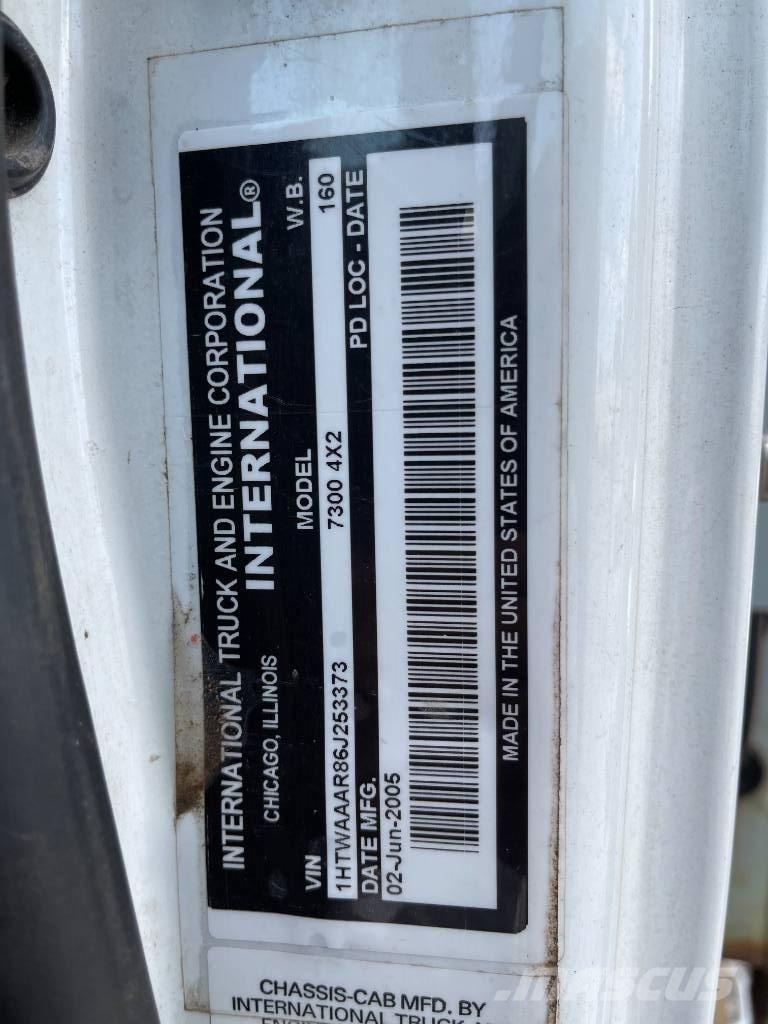 INTERNATIONAL TRUCK AND ENGINE CORPORATION
CHICAGO, ILLINOIS INTERNATIONAL®
VIN MODEL W.B.
1HTWAAAR86J253373 7300 4X2 160
DATE MFG. PD LOC - DATE
02-Jun-2005
MADE IN THE UNITED STATES OF AMERICA
CHASSIS-CAB MFD. BY
INTERNATIONAL TRUCK
MASCUS